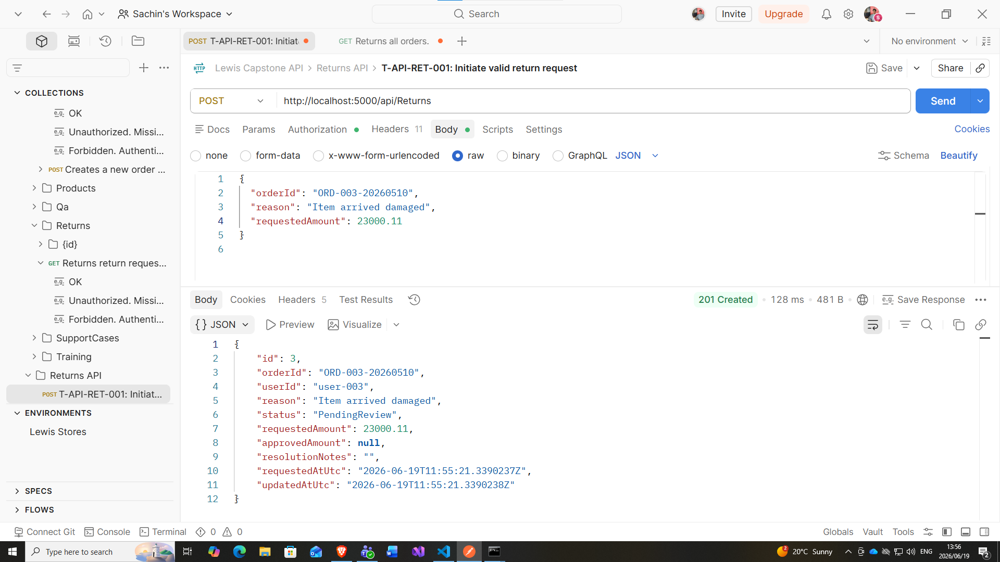 Sachin's Workspace
Search
Invite
Upgrade
S
POST T-API-RET-001: Initiat
GET Returns all orders.
No environment
HTTP Lewis Capstone API > Returns API > T-API-RET-001: Initiate valid return request
Save
Share
COLLECTIONS
e.g. OK
e.g. Unauthorized. Missi...
e.g. Forbidden. Authenti...
POST Creates a new order ...
Products
Qa
Returns
{id}
GET Returns return reques...
e.g. OK
e.g. Unauthorized. Missi...
e.g. Forbidden. Authenti...
SupportCases
Training
Returns API
POST T-API-RET-001: Initiat...
ENVIRONMENTS
Lewis Stores
SPECS
FLOWS
POST
http://localhost:5000/api/Returns
Send
Docs
Params
Authorization
Headers 11
Body
Scripts
Settings
Cookies
none
form-data
x-www-form-urlencoded
raw
binary
GraphQL
JSON
Schema
Beautify
1 {
2 "orderId": "ORD-003-20260510",
3 "reason": "Item arrived damaged",
4 "requestedAmount": 23000.11
5 }
6
Body
Cookies
Headers 5
Test Results
201 Created
128 ms
481 B
e.g. Save Response
{} JSON
Preview
Visualize
1 {
2 "id": 3,
3 "orderId": "ORD-003-20260510",
4 "userId": "user-003",
5 "reason": "Item arrived damaged",
6 "status": "PendingReview",
7 "requestedAmount": 23000.11,
8 "approvedAmount": null,
9 "resolutionNotes": "",
10 "requestedAtUtc": "2026-06-19T11:55:21.3390237Z",
11 "updatedAtUtc": "2026-06-19T11:55:21.3390238Z"
12 }
Connect Git
Console
Terminal
0
0
Globals
Vault
Tools
Type here to search
2
20°C Sunny
ENG
13:56
2026/06/19
2